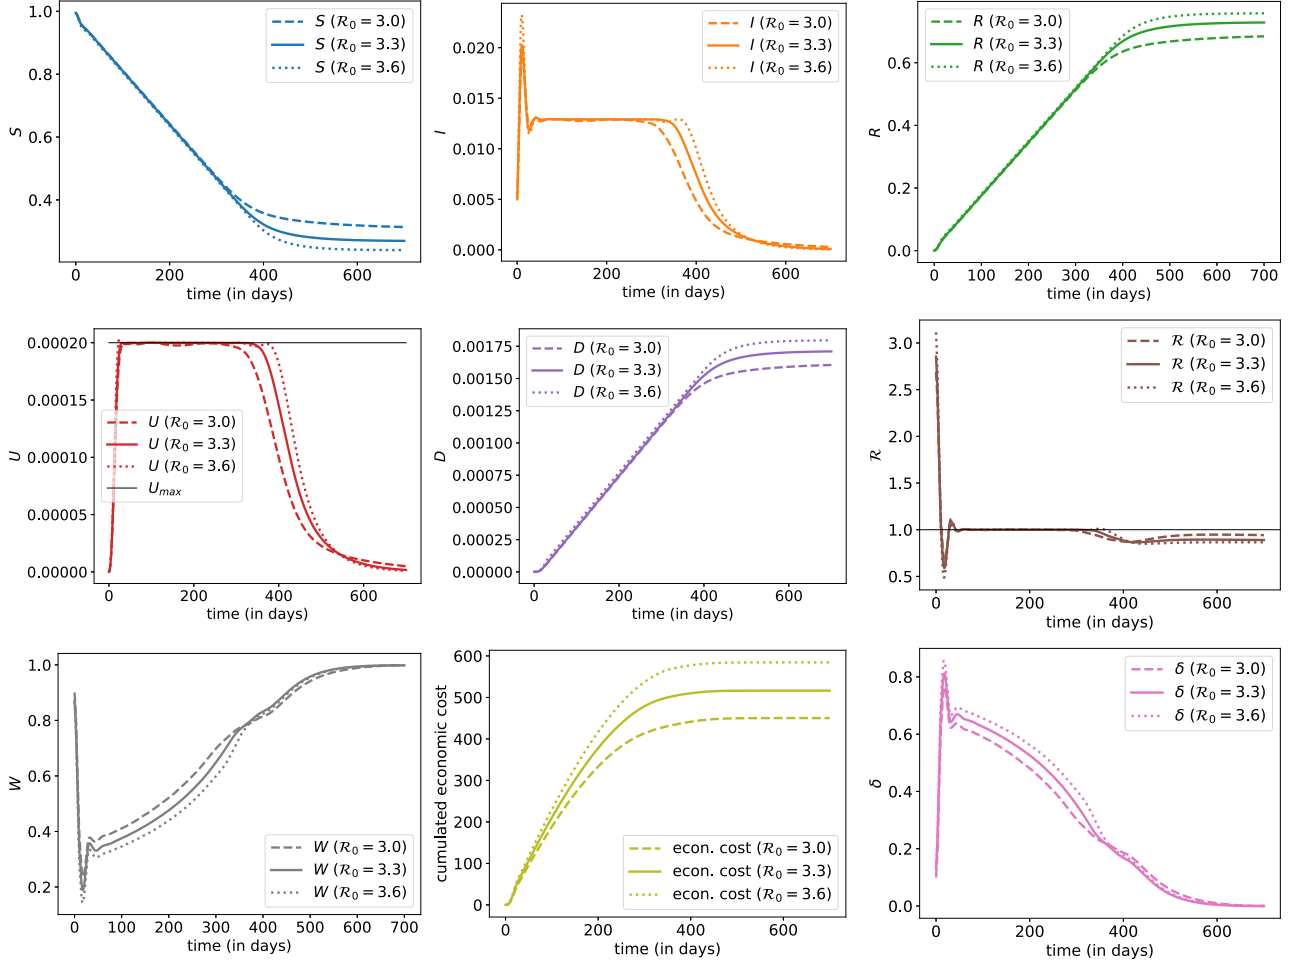 S (R₀ = 3.0)
S (R₀ = 3.3)
S (R₀ = 3.6)
1.0
0.8
0.6
0.4
S
0
200
400
600
time (in days)
I (R₀ = 3.0)
I (R₀ = 3.3)
I (R₀ = 3.6)
0.020
0.015
0.010
0.005
0.000
I
0
200
400
600
time (in days)
R (R₀ = 3.0)
R (R₀ = 3.3)
R (R₀ = 3.6)
0.6
0.4
0.2
0.0
R
0
100
200
300
400
500
600
700
time (in days)
0.00020
0.00015
0.00010
0.00005
0.00000
U
U (R₀ = 3.0)
U (R₀ = 3.3)
U (R₀ = 3.6)
Umax
0
200
400
600
time (in days)
D (R₀ = 3.0)
D (R₀ = 3.3)
D (R₀ = 3.6)
0.00175
0.00150
0.00125
0.00100
0.00075
0.00050
0.00025
0.00000
D
0
200
400
600
time (in days)
R (R₀ = 3.0)
R (R₀ = 3.3)
R (R₀ = 3.6)
3.0
2.5
2.0
1.5
1.0
0.5
R
0
200
400
600
time (in days)
1.0
0.8
0.6
0.4
0.2
W
W (R₀ = 3.0)
W (R₀ = 3.3)
W (R₀ = 3.6)
0
100
200
300
400
500
600
700
time (in days)
600
500
400
300
200
100
0
cumulated economic cost
econ. cost (R₀ = 3.0)
econ. cost (R₀ = 3.3)
econ. cost (R₀ = 3.6)
0
200
400
600
time (in days)
δ (R₀ = 3.0)
δ (R₀ = 3.3)
δ (R₀ = 3.6)
0.8
0.6
0.4
0.2
0.0
δ
0
200
400
600
time (in days)